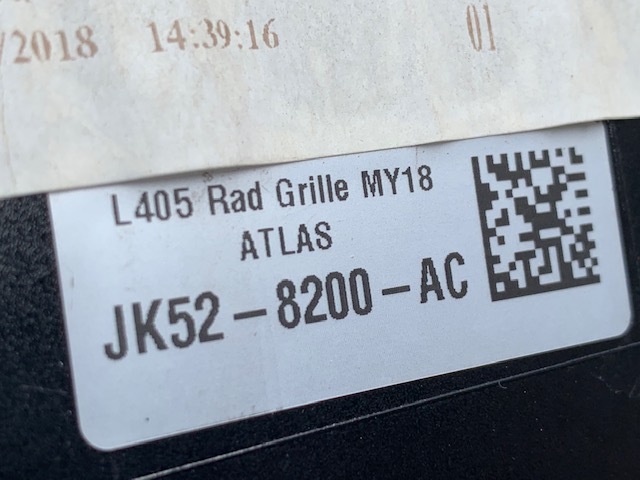 /2018 14:39:16 01
L405 Rad Grille MY18
ATLAS
JK52-8200-AC